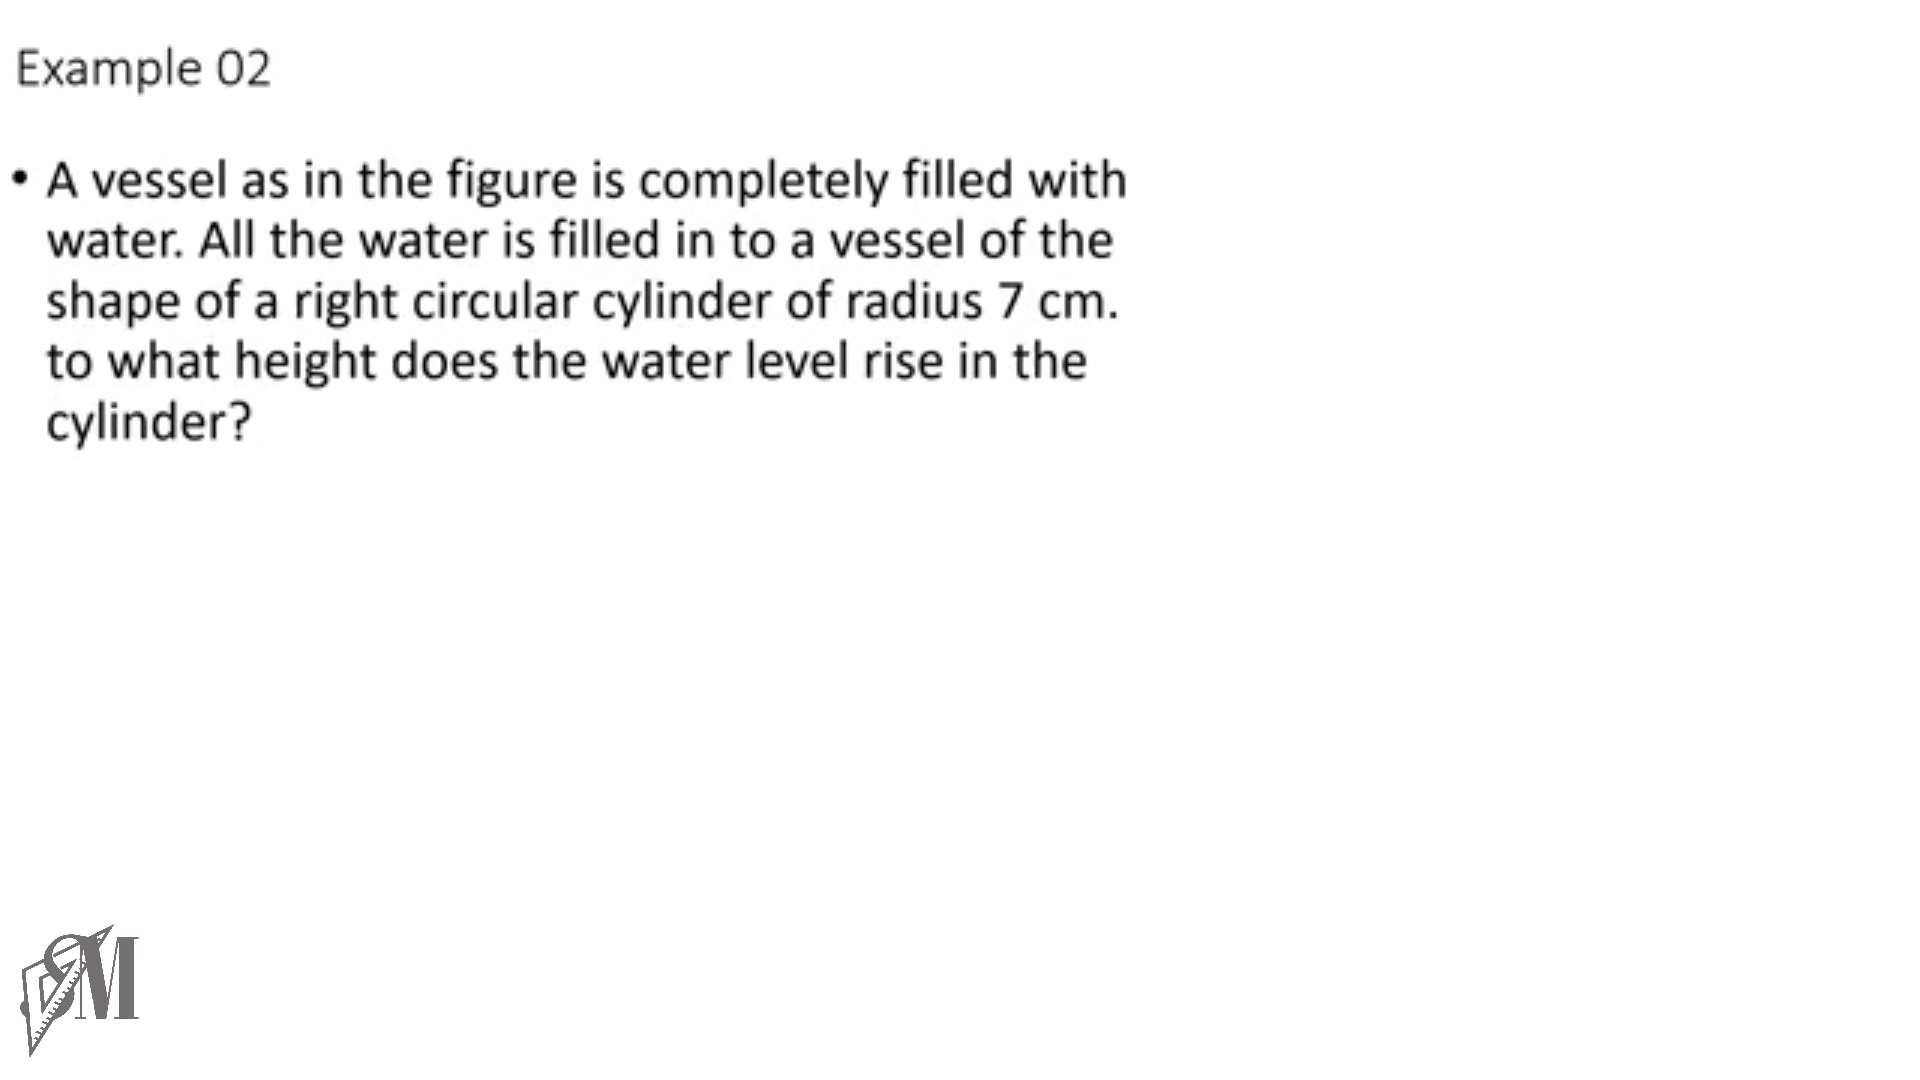 Example 02
• A vessel as in the figure is completely filled with
water. All the water is filled in to a vessel of the
shape of a right circular cylinder of radius 7 cm.
to what height does the water level rise in the
cylinder?
SM